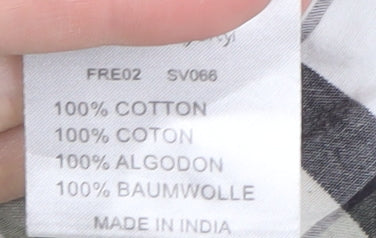 FRE02 SV066
100% COTTON
100% COTON
100% ALGODON
100% BAUMWOLLE
MADE IN INDIA